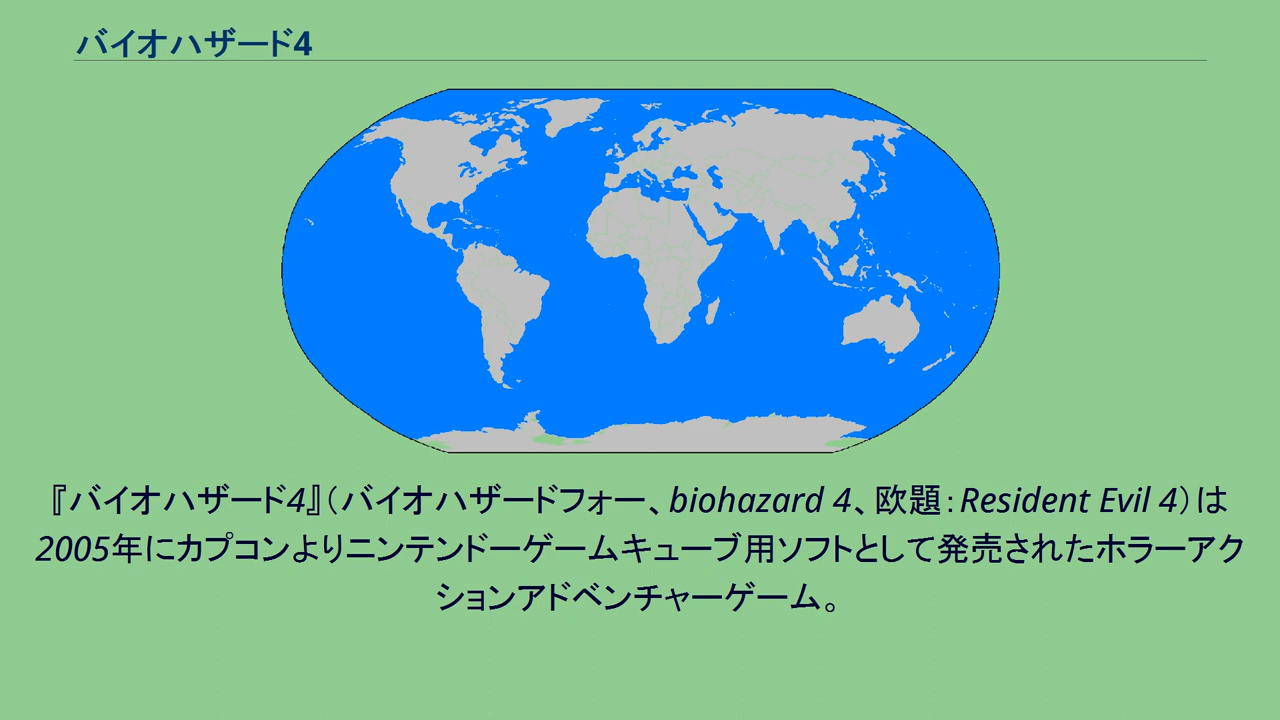 バイオハザード4
『バイオハザード4』（バイオハザードフォー、biohazard 4、欧題：Resident Evil 4）は
2005年にカプコンよりニンテンドーゲームキューブ用ソフトとして発売されたホラーアク
ションアドベンチャーゲーム。